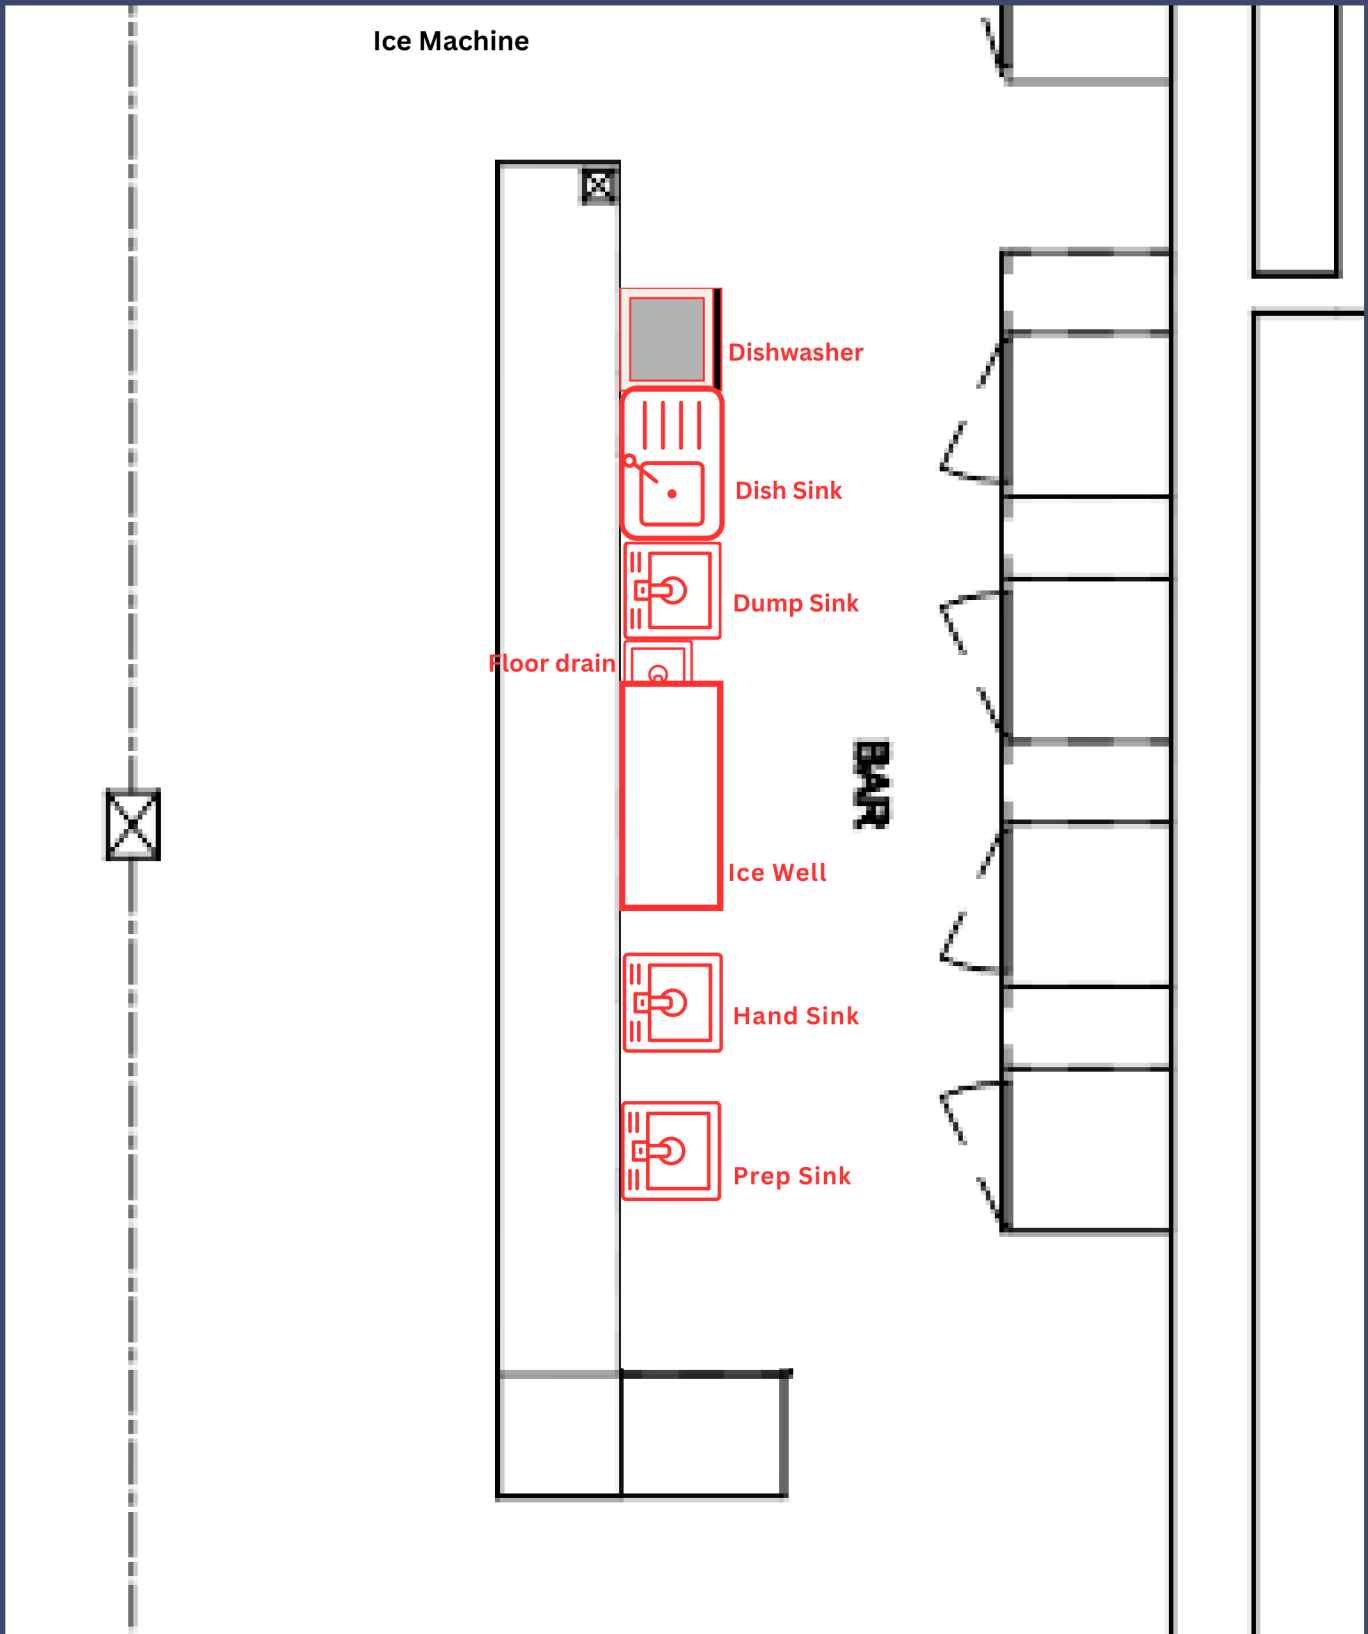 Ice Machine
Dishwasher
Dish Sink
Dump Sink
Floor drain
BAR
Ice Well
Hand Sink
Prep Sink